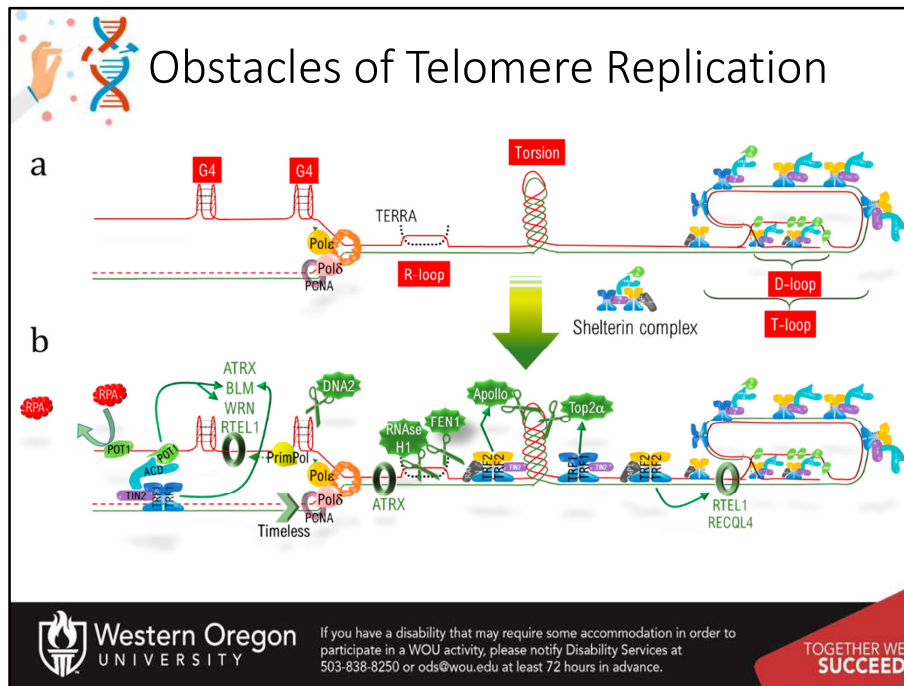 Obstacles of Telomere Replication
a
G4
G4
Torsion
TERRA
Polε
Polδ
PCNA
R-loop
D-loop
T-loop
Shelterin complex
b
RPA
RPA
POT1
POT1
ACD
TIN2
TRF1
TRF1
ATRX
BLM
WRN
RTEL1
DNA2
PrimPol
Polε
Polδ
PCNA
Timeless
ATRX
RNAse
H1
FEN1
Apollo
TRF2
TRF2
TIN2
Top2α
TRF1
TRF1
TIN2
TRF2
TRF2
RTEL1
RECQL4
Western Oregon
UNIVERSITY
If you have a disability that may require some accommodation in order to
participate in a WOU activity, please notify Disability Services at
503-838-8250 or ods@wou.edu at least 72 hours in advance.
TOGETHER WE
SUCCEED